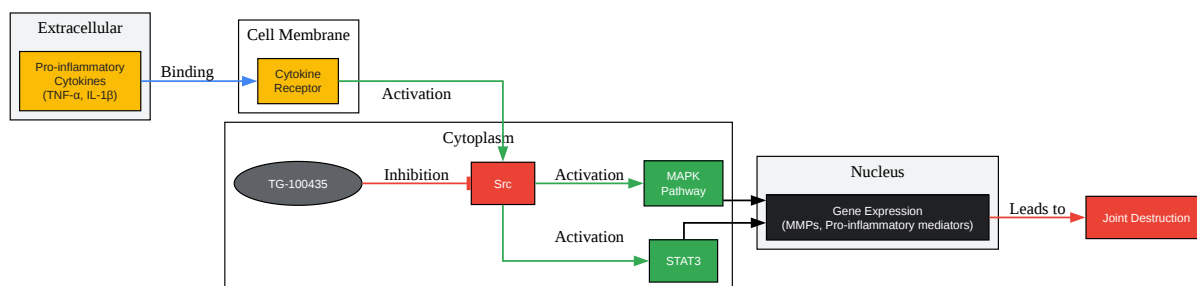 Extracellular
Pro-inflammatory
Cytokines
(TNF-α, IL-1β)
Binding
Cell Membrane
Cytokine
Receptor
Activation
Cytoplasm
TG-100435
Inhibition
Src
Activation
MAPK
Pathway
Activation
STAT3
Nucleus
Gene Expression
(MMPs, Pro-inflammatory mediators)
Leads to
Joint Destruction